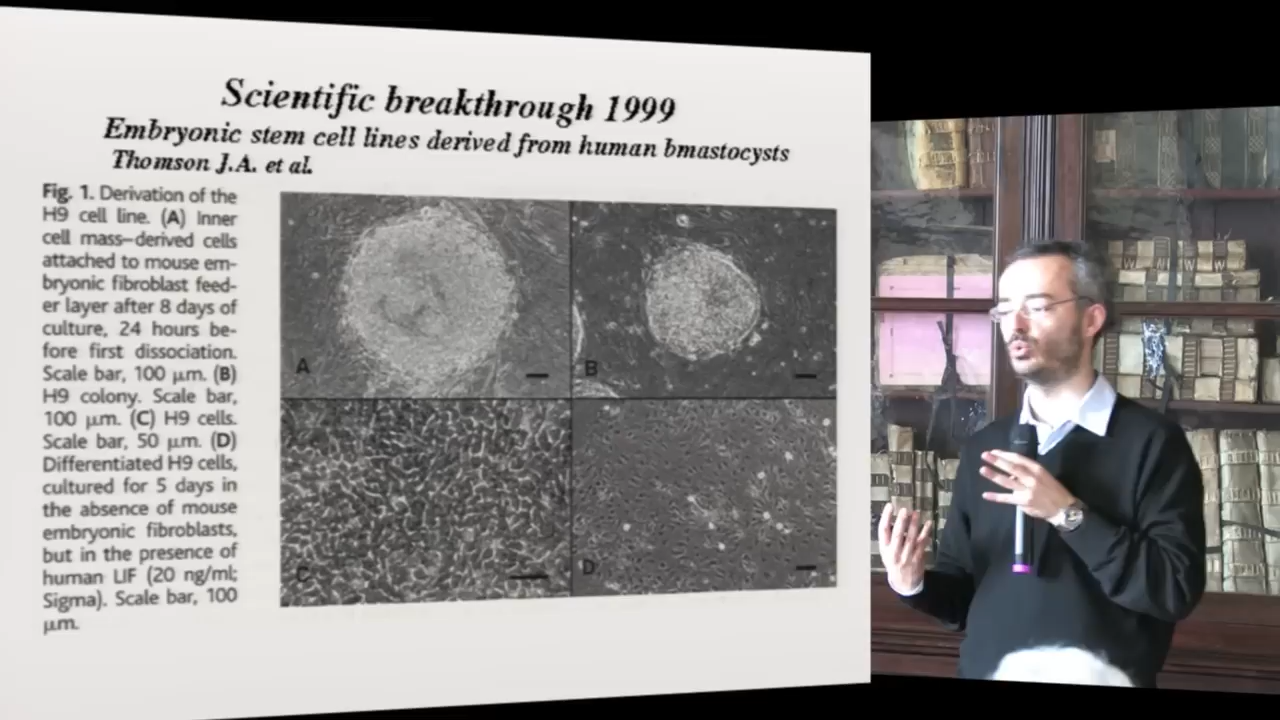 Scientific breakthrough 1999
Embryonic stem cell lines derived from human bmastocysts
Thomson J.A. et al.
Fig. 1. Derivation of the
H9 cell line. (A) Inner
cell mass–derived cells
attached to mouse em-
bryonic fibroblast feed-
er layer after 8 days of
culture, 24 hours be-
fore first dissociation.
Scale bar, 100 μm. (B)
H9 colony. Scale bar,
100 μm. (C) H9 cells.
Scale bar, 50 μm. (D)
Differentiated H9 cells,
cultured for 5 days in
the absence of mouse
embryonic fibroblasts,
but in the presence of
human LIF (20 ng/ml;
Sigma). Scale bar, 100
μm.
A
B
C
D